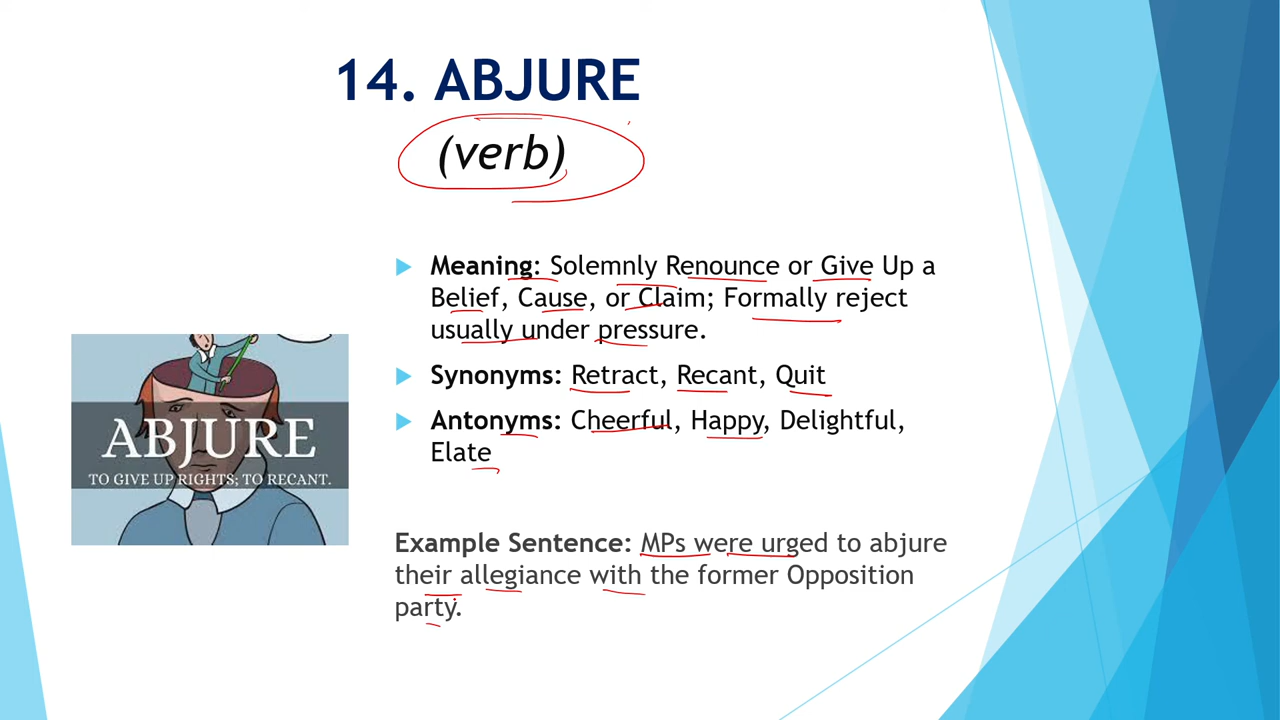 14. ABJURE
(verb)
Meaning: Solemnly Renounce or Give Up a
Belief, Cause, or Claim; Formally reject
usually under pressure.
Synonyms: Retract, Recant, Quit
Antonyms: Cheerful, Happy, Delightful,
Elate
ABJURE
TO GIVE UP RIGHTS; TO RECANT.
Example Sentence: MPs were urged to abjure
their allegiance with the former Opposition
party.